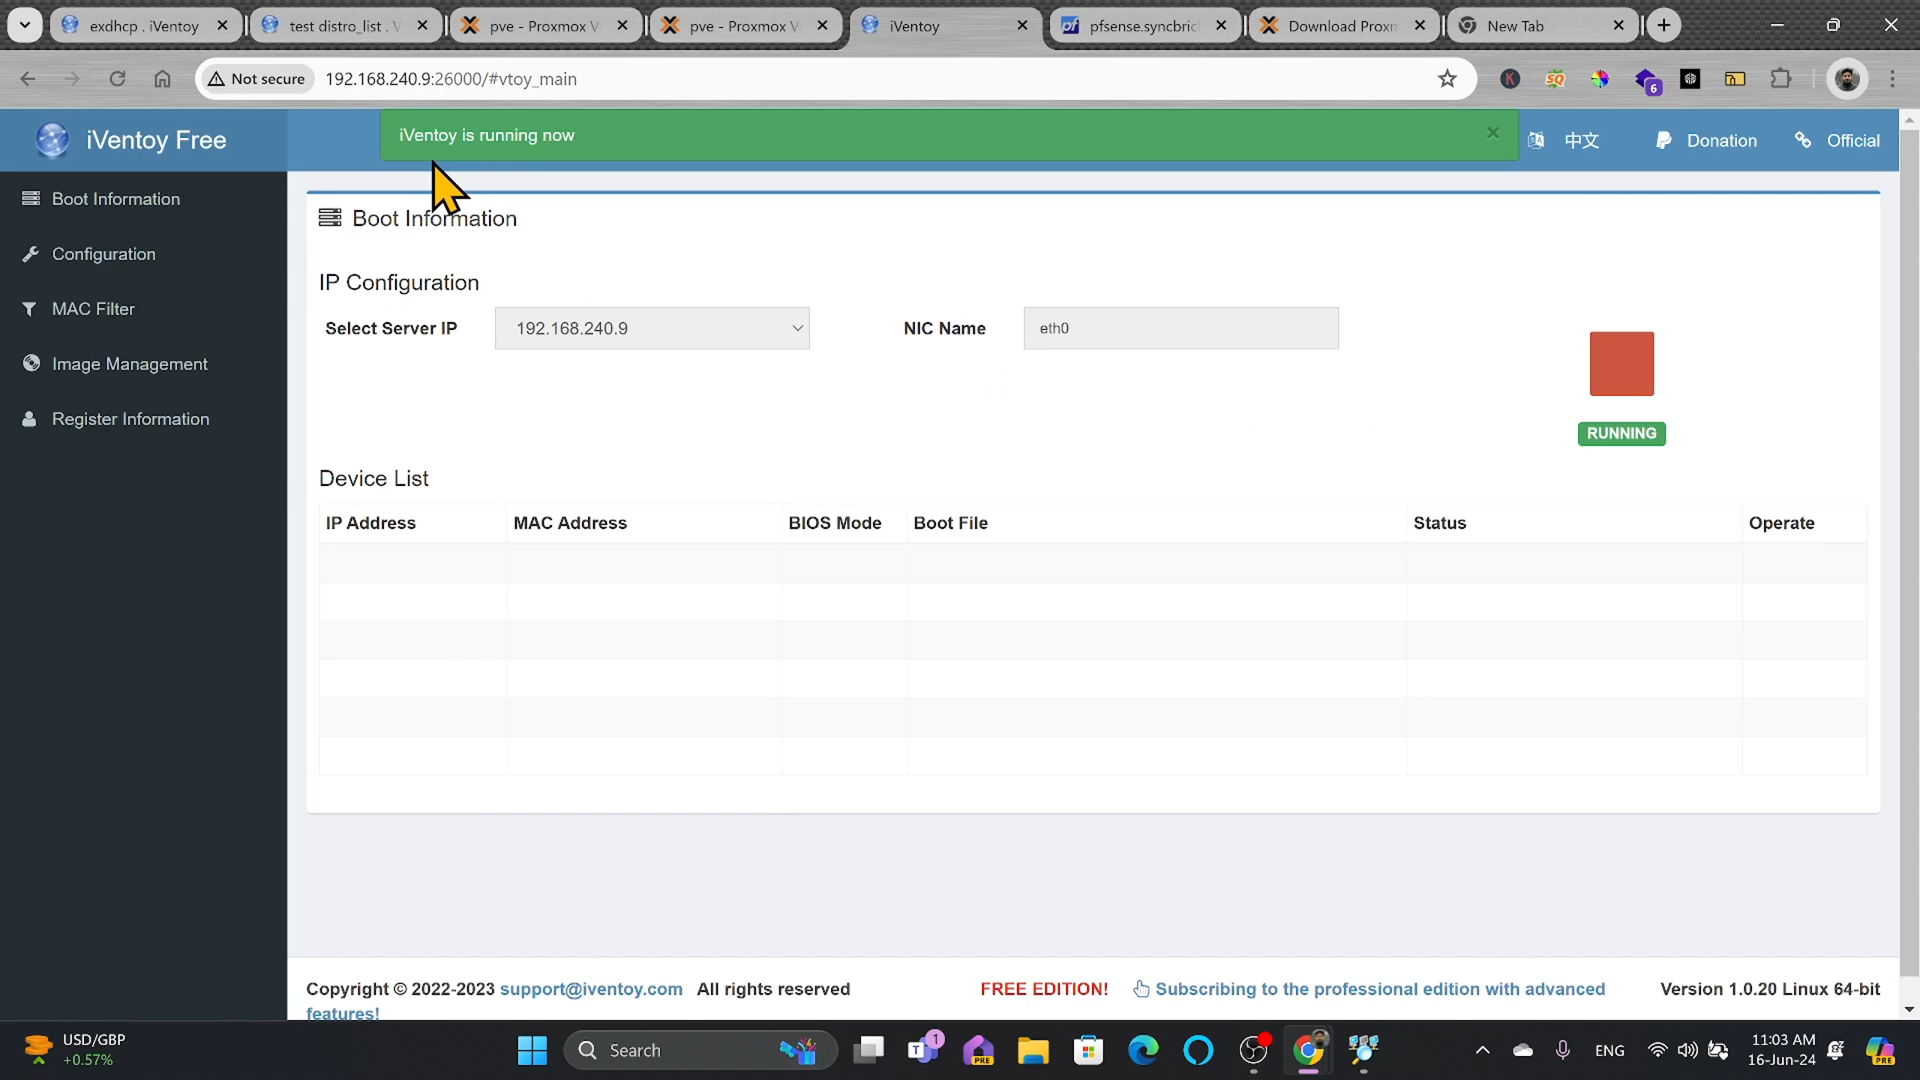 exdhcp . iVentoy
test distro_list . V
pve - Proxmox V
pve - Proxmox V
iVentoy
pfsense.syncbric
Download Proxm
New Tab
Not secure
192.168.240.9:26000/#vtoy_main
6
iVentoy Free
iVentoy is running now
×
中文
Donation
Official
Boot Information
Configuration
MAC Filter
Image Management
Register Information
Boot Information
IP Configuration
Select Server IP
192.168.240.9
NIC Name
eth0
RUNNING
Device List
IP Address
MAC Address
BIOS Mode
Boot File
Status
Operate
Copyright © 2022-2023 support@iventoy.com All rights reserved
FREE EDITION!
Subscribing to the professional edition with advanced
features!
Version 1.0.20 Linux 64-bit
USD/GBP
+0.57%
Search
1
PRE
ENG
11:03 AM
16-Jun-24
PRE